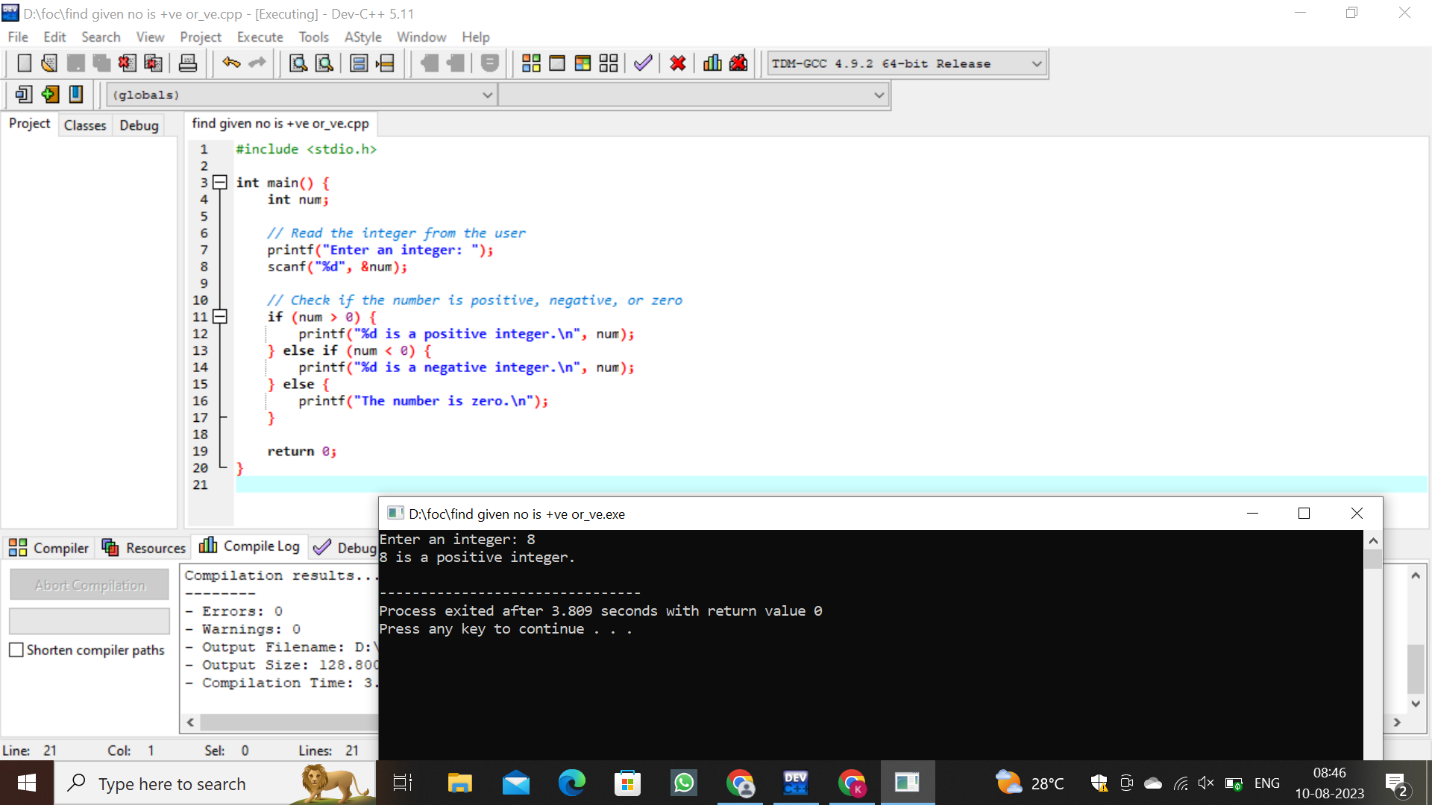 D:\foc\find given no is +ve or_ve.cpp - [Executing] - Dev-C++ 5.11
File Edit Search View Project Execute Tools AStyle Window Help
TDM-GCC 4.9.2 64-bit Release
(globals)
Project Classes Debug find given no is +ve or_ve.cpp
1 #include <stdio.h>
2
3 int main() {
4 int num;
5
6 // Read the integer from the user
7 printf("Enter an integer: ");
8 scanf("%d", &num);
9
10 // Check if the number is positive, negative, or zero
11 if (num > 0) {
12 printf("%d is a positive integer.\n", num);
13 } else if (num < 0) {
14 printf("%d is a negative integer.\n", num);
15 } else {
16 printf("The number is zero.\n");
17 }
18
19 return 0;
20 }
21
D:\foc\find given no is +ve or_ve.exe
Enter an integer: 8
8 is a positive integer.
--------------------------------
Process exited after 3.809 seconds with return value 0
Press any key to continue . . .
Compiler Resources Compile Log Debug
Abort Compilation
Shorten compiler paths
Compilation results...
--------
- Errors: 0
- Warnings: 0
- Output Filename: D:\
- Output Size: 128.800
- Compilation Time: 3.
Line: 21 Col: 1 Sel: 0 Lines: 21
Type here to search
DEV
C++
K
28°C
ENG
08:46
10-08-2023
2